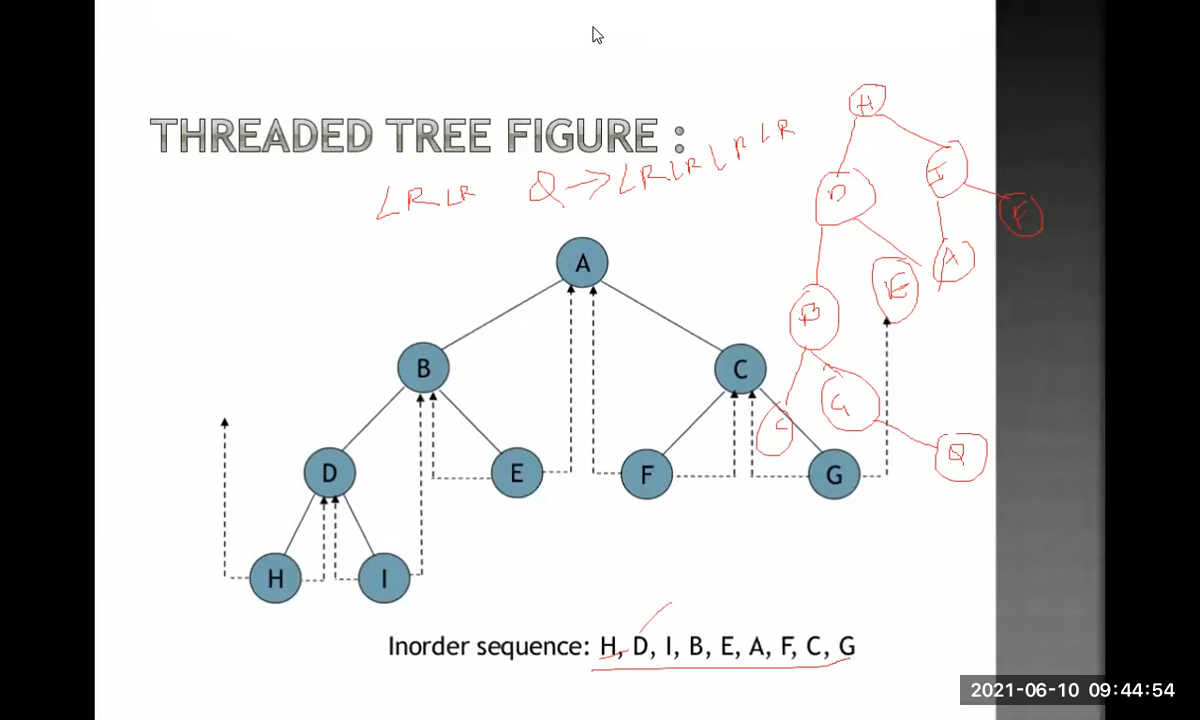 THREADED TREE FIGURE :
LRLR Q → LRLRLRLR
H
D I
F
B E A
C G Q
A
B C
D E F G
H I
Inorder sequence: H, D, I, B, E, A, F, C, G
2021-06-10 09:44:54